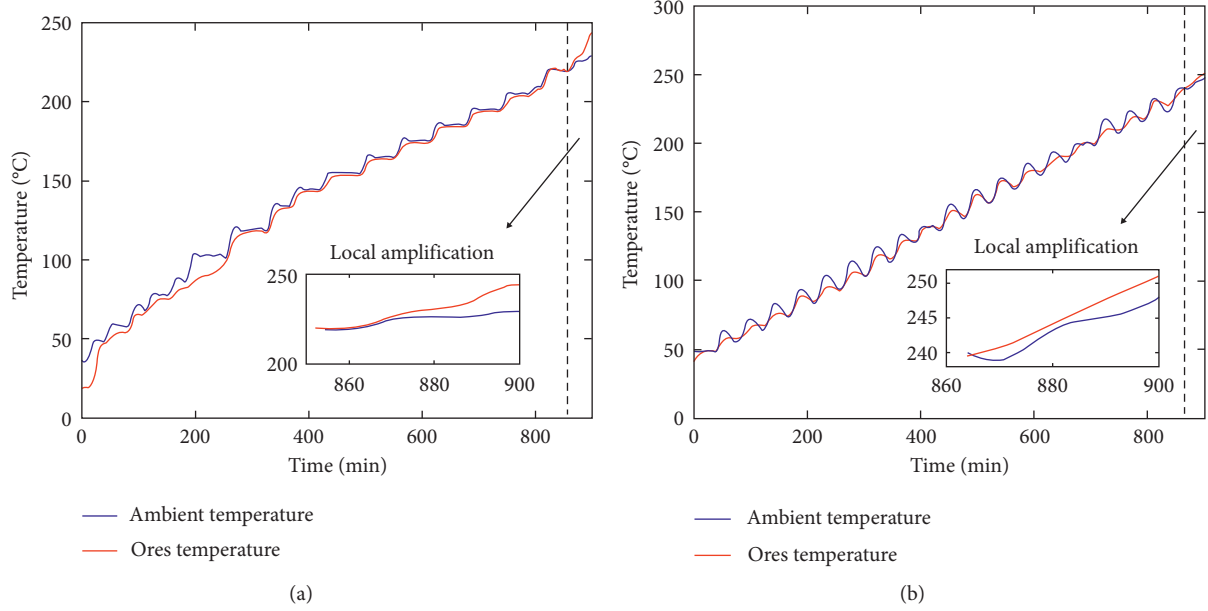 250
200
150
100
50
0
Temperature (°C)
0
200
400
600
800
Time (min)
Local amplification
250
200
860
880
900
Ambient temperature
Ores temperature
(a)
300
250
200
150
100
50
0
Temperature (°C)
0
200
400
600
800
Time (min)
Local amplification
250
245
240
860
880
900
Ambient temperature
Ores temperature
(b)